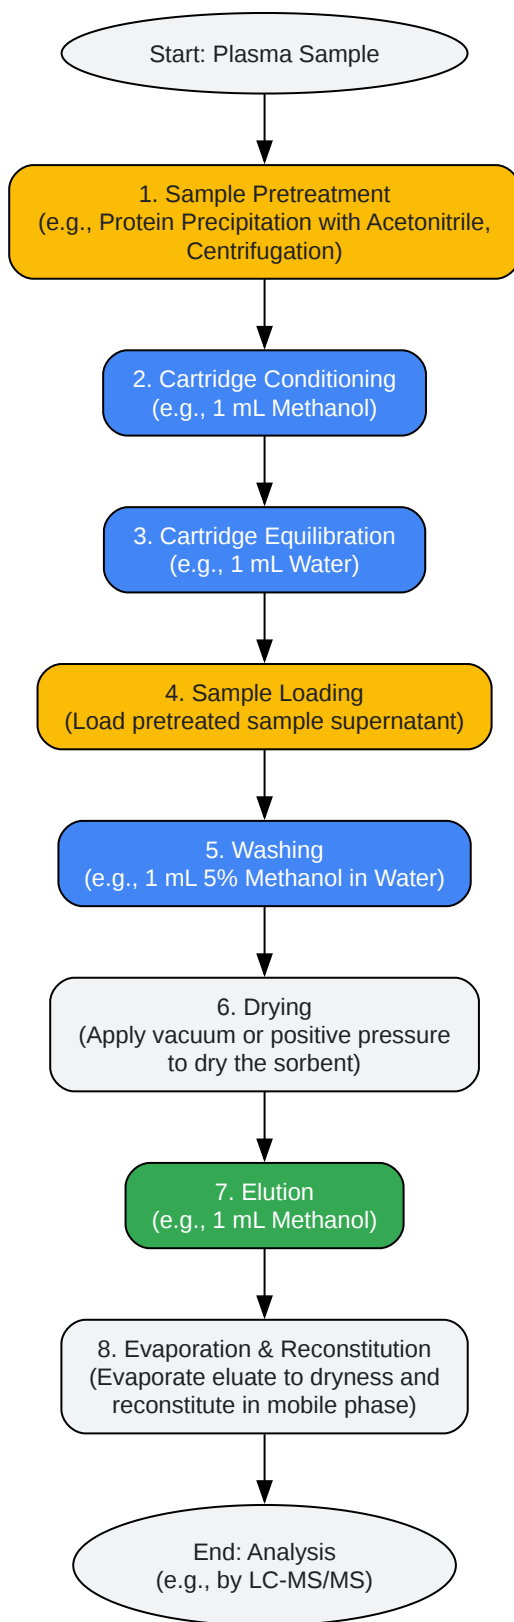 Start: Plasma Sample
1. Sample Pretreatment
(e.g., Protein Precipitation with Acetonitrile,
Centrifugation)
2. Cartridge Conditioning
(e.g., 1 mL Methanol)
3. Cartridge Equilibration
(e.g., 1 mL Water)
4. Sample Loading
(Load pretreated sample supernatant)
5. Washing
(e.g., 1 mL 5% Methanol in Water)
6. Drying
(Apply vacuum or positive pressure
to dry the sorbent)
7. Elution
(e.g., 1 mL Methanol)
8. Evaporation & Reconstitution
(Evaporate eluate to dryness and
reconstitute in mobile phase)
End: Analysis
(e.g., by LC-MS/MS)